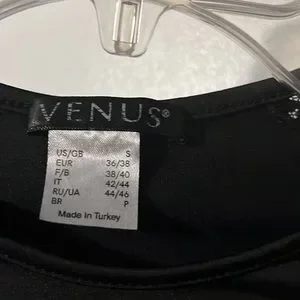 VENUS®
US/GB S
EUR 36/38
F/B 38/40
IT 42/44
RU/UA 44/46
BR P
Made in Turkey